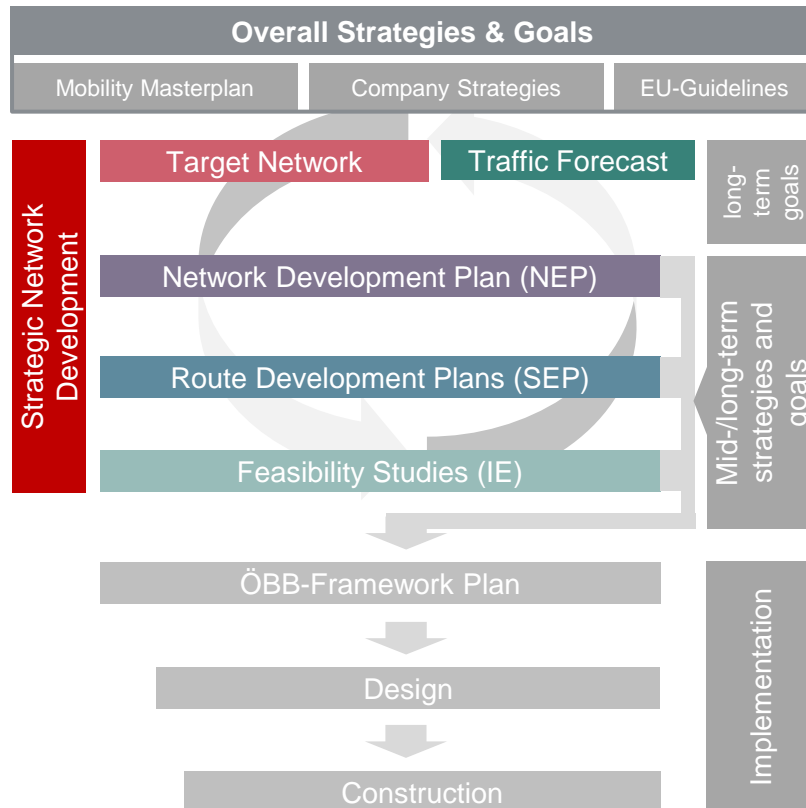 Overall Strategies & Goals
Mobility Masterplan
Company Strategies
EU-Guidelines
Strategic Network
Development
Target Network
Traffic Forecast
long-
term
goals
Network Development Plan (NEP)
Route Development Plans (SEP)
Feasibility Studies (IE)
Mid-/long-term
strategies and
goals
ÖBB-Framework Plan
Design
Construction
Implementation